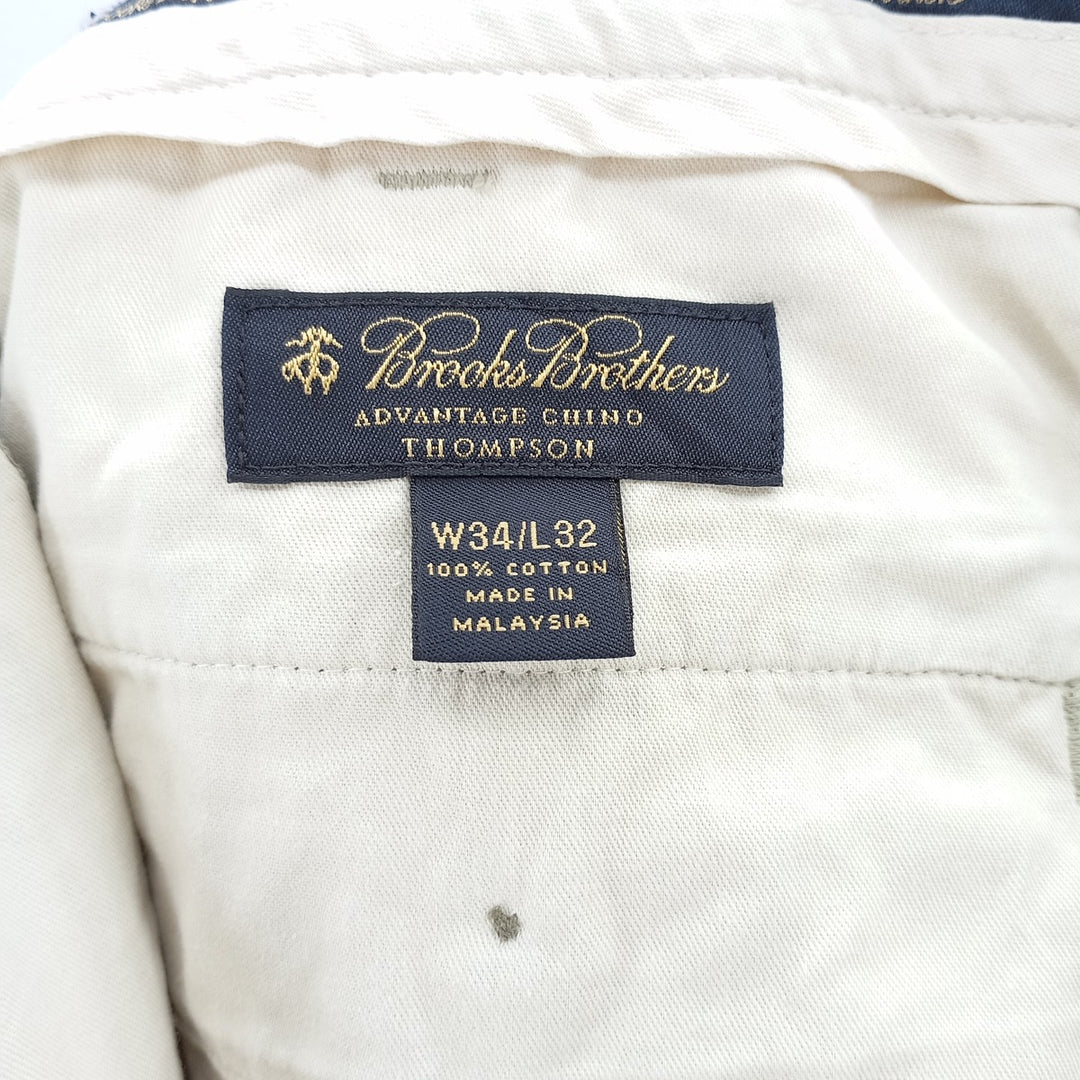 Brooks Brothers
ADVANTAGE CHINO
THOMPSON
W34/L32
100% COTTON
MADE IN
MALAYSIA